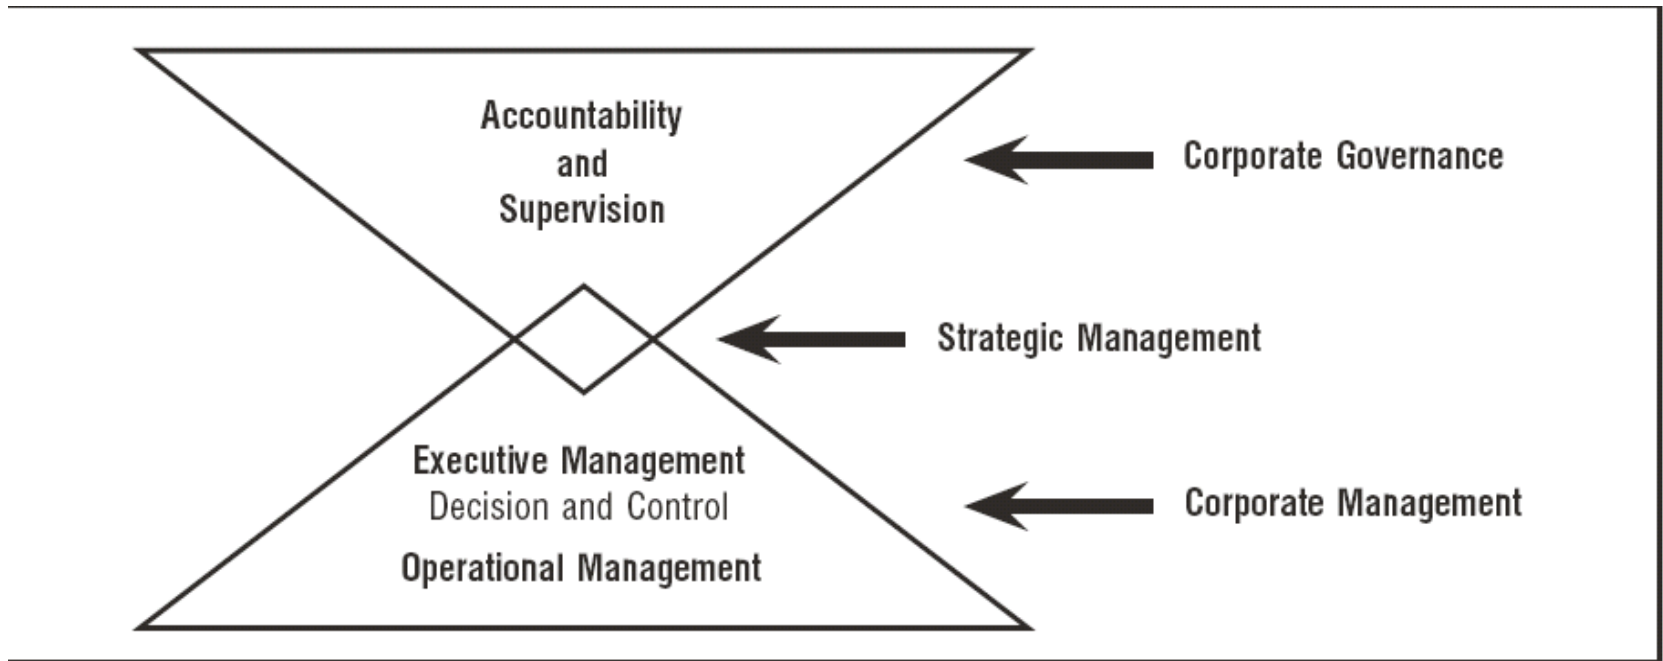 Accountability
and
Supervision
Corporate Governance
Strategic Management
Executive Management
Decision and Control
Operational Management
Corporate Management